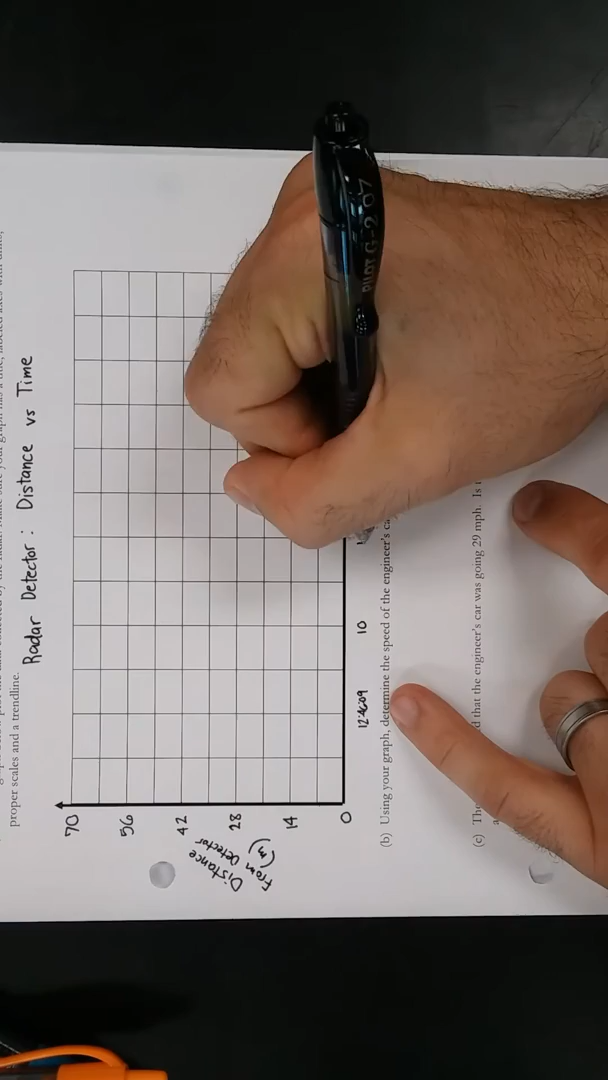 proper scales and a trendline.
Radar Detector: Distance vs Time
70
56
42
28
14
0
Distance
From Detector
(m)
12:46:09
10
(b) Using your graph, determine the speed of the engineer's
(c) The
d that the engineer's car was going 29 mph. Is
PILOT G-2 07